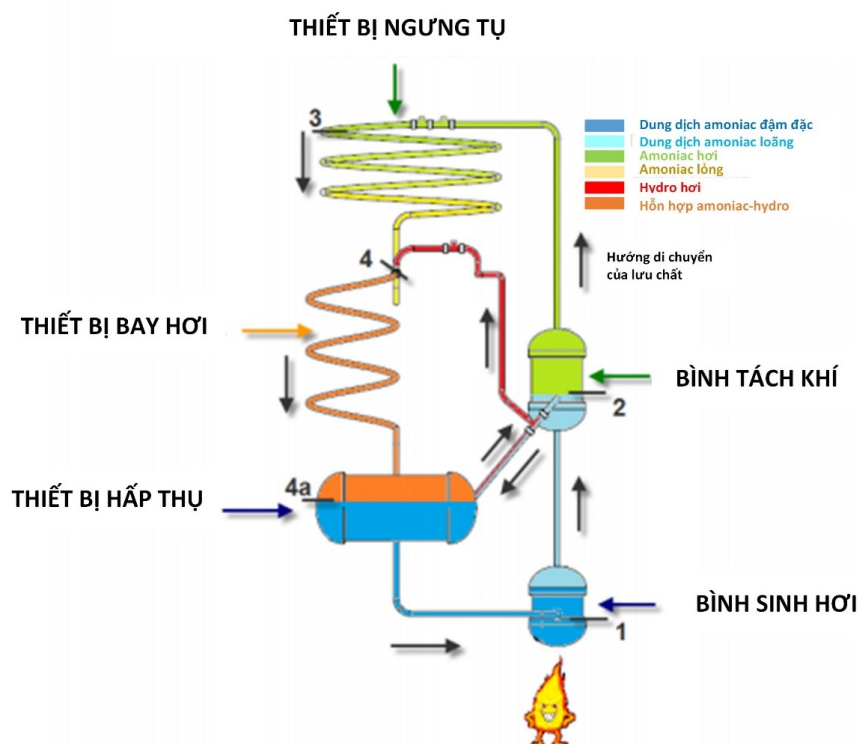 THIẾT BỊ NGƯNG TỤ
3
Dung dịch amoniac đậm đặc
Dung dịch amoniac loãng
Amoniac hơi
Amoniac lỏng
Hydro hơi
Hỗn hợp amoniac-hydro
Hướng di chuyển
của lưu chất
4
THIẾT BỊ BAY HƠI
BÌNH TÁCH KHÍ
2
4a
THIẾT BỊ HẤP THỤ
BÌNH SINH HƠI
1